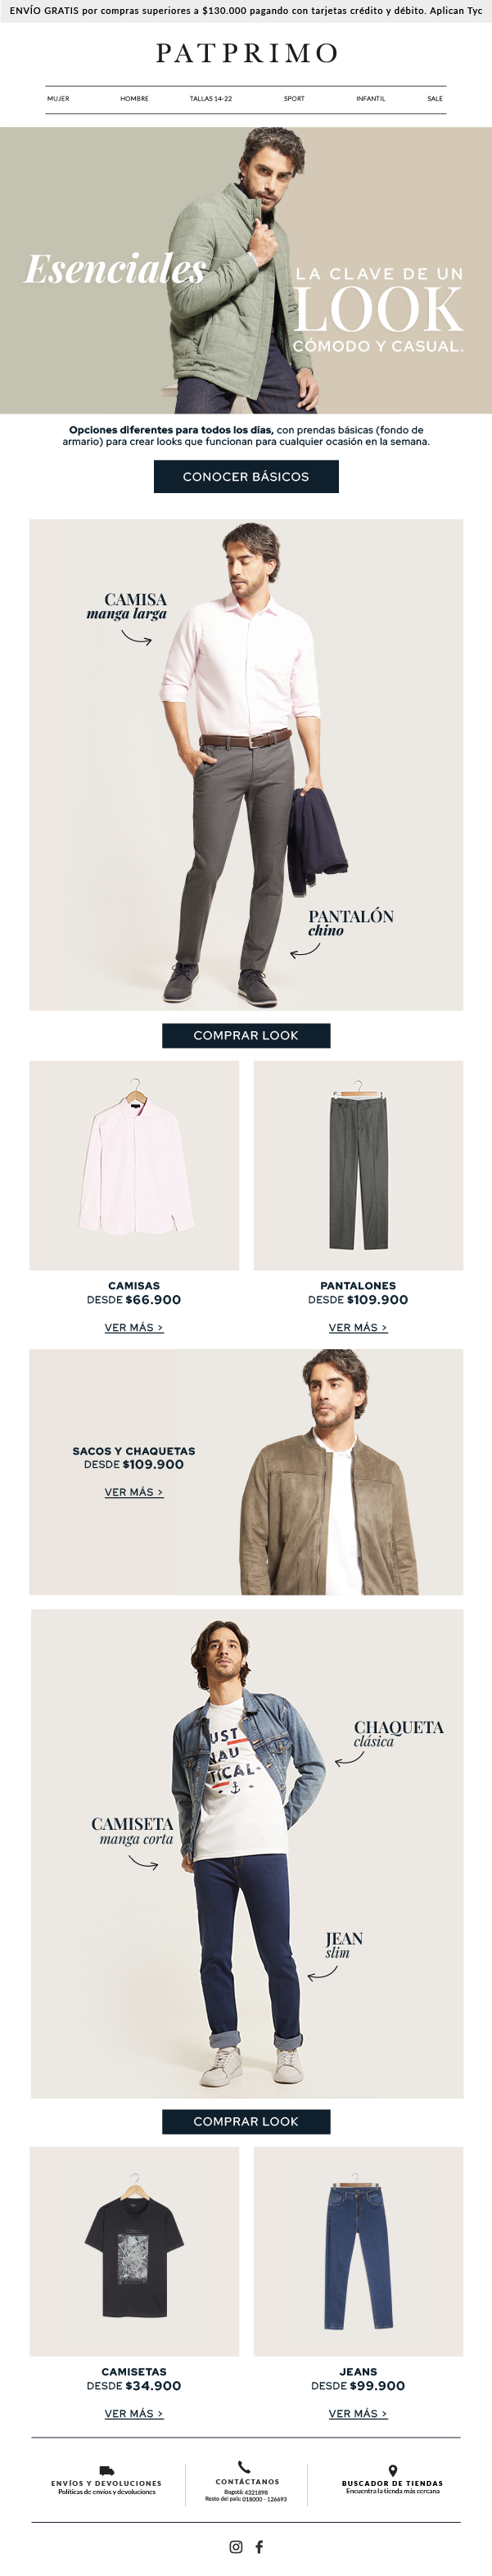 ENVÍO GRATIS por compras superiores a $130.000 pagando con tarjetas crédito y débito. Aplican Tyc
PATPRIMO
MUJER HOMBRE TALLAS 14-22 SPORT INFANTIL SALE
Esenciales
LA CLAVE DE UN
LOOK
CÓMODO Y CASUAL.
Opciones diferentes para todos los días, con prendas básicas (fondo de
armario) para crear looks que funcionan para cualquier ocasión en la semana.
CONOCER BÁSICOS
CAMISA
manga larga
PANTALÓN
chino
COMPRAR LOOK
CAMISAS
DESDE $66.900
VER MÁS >
PANTALONES
DESDE $109.900
VER MÁS >
SACOS Y CHAQUETAS
DESDE $109.900
VER MÁS >
UST
NAU
TICAL
CHAQUETA
clásica
CAMISETA
manga corta
JEAN
slim
COMPRAR LOOK
CAMISETAS
DESDE $34.900
VER MÁS >
JEANS
DESDE $99.900
VER MÁS >
ENVÍOS Y DEVOLUCIONES
Políticas de envíos y devoluciones
CONTÁCTANOS
Bogotá: 4321898
Resto del país: 018000 - 126693
BUSCADOR DE TIENDAS
Encuentra la tienda más cercana